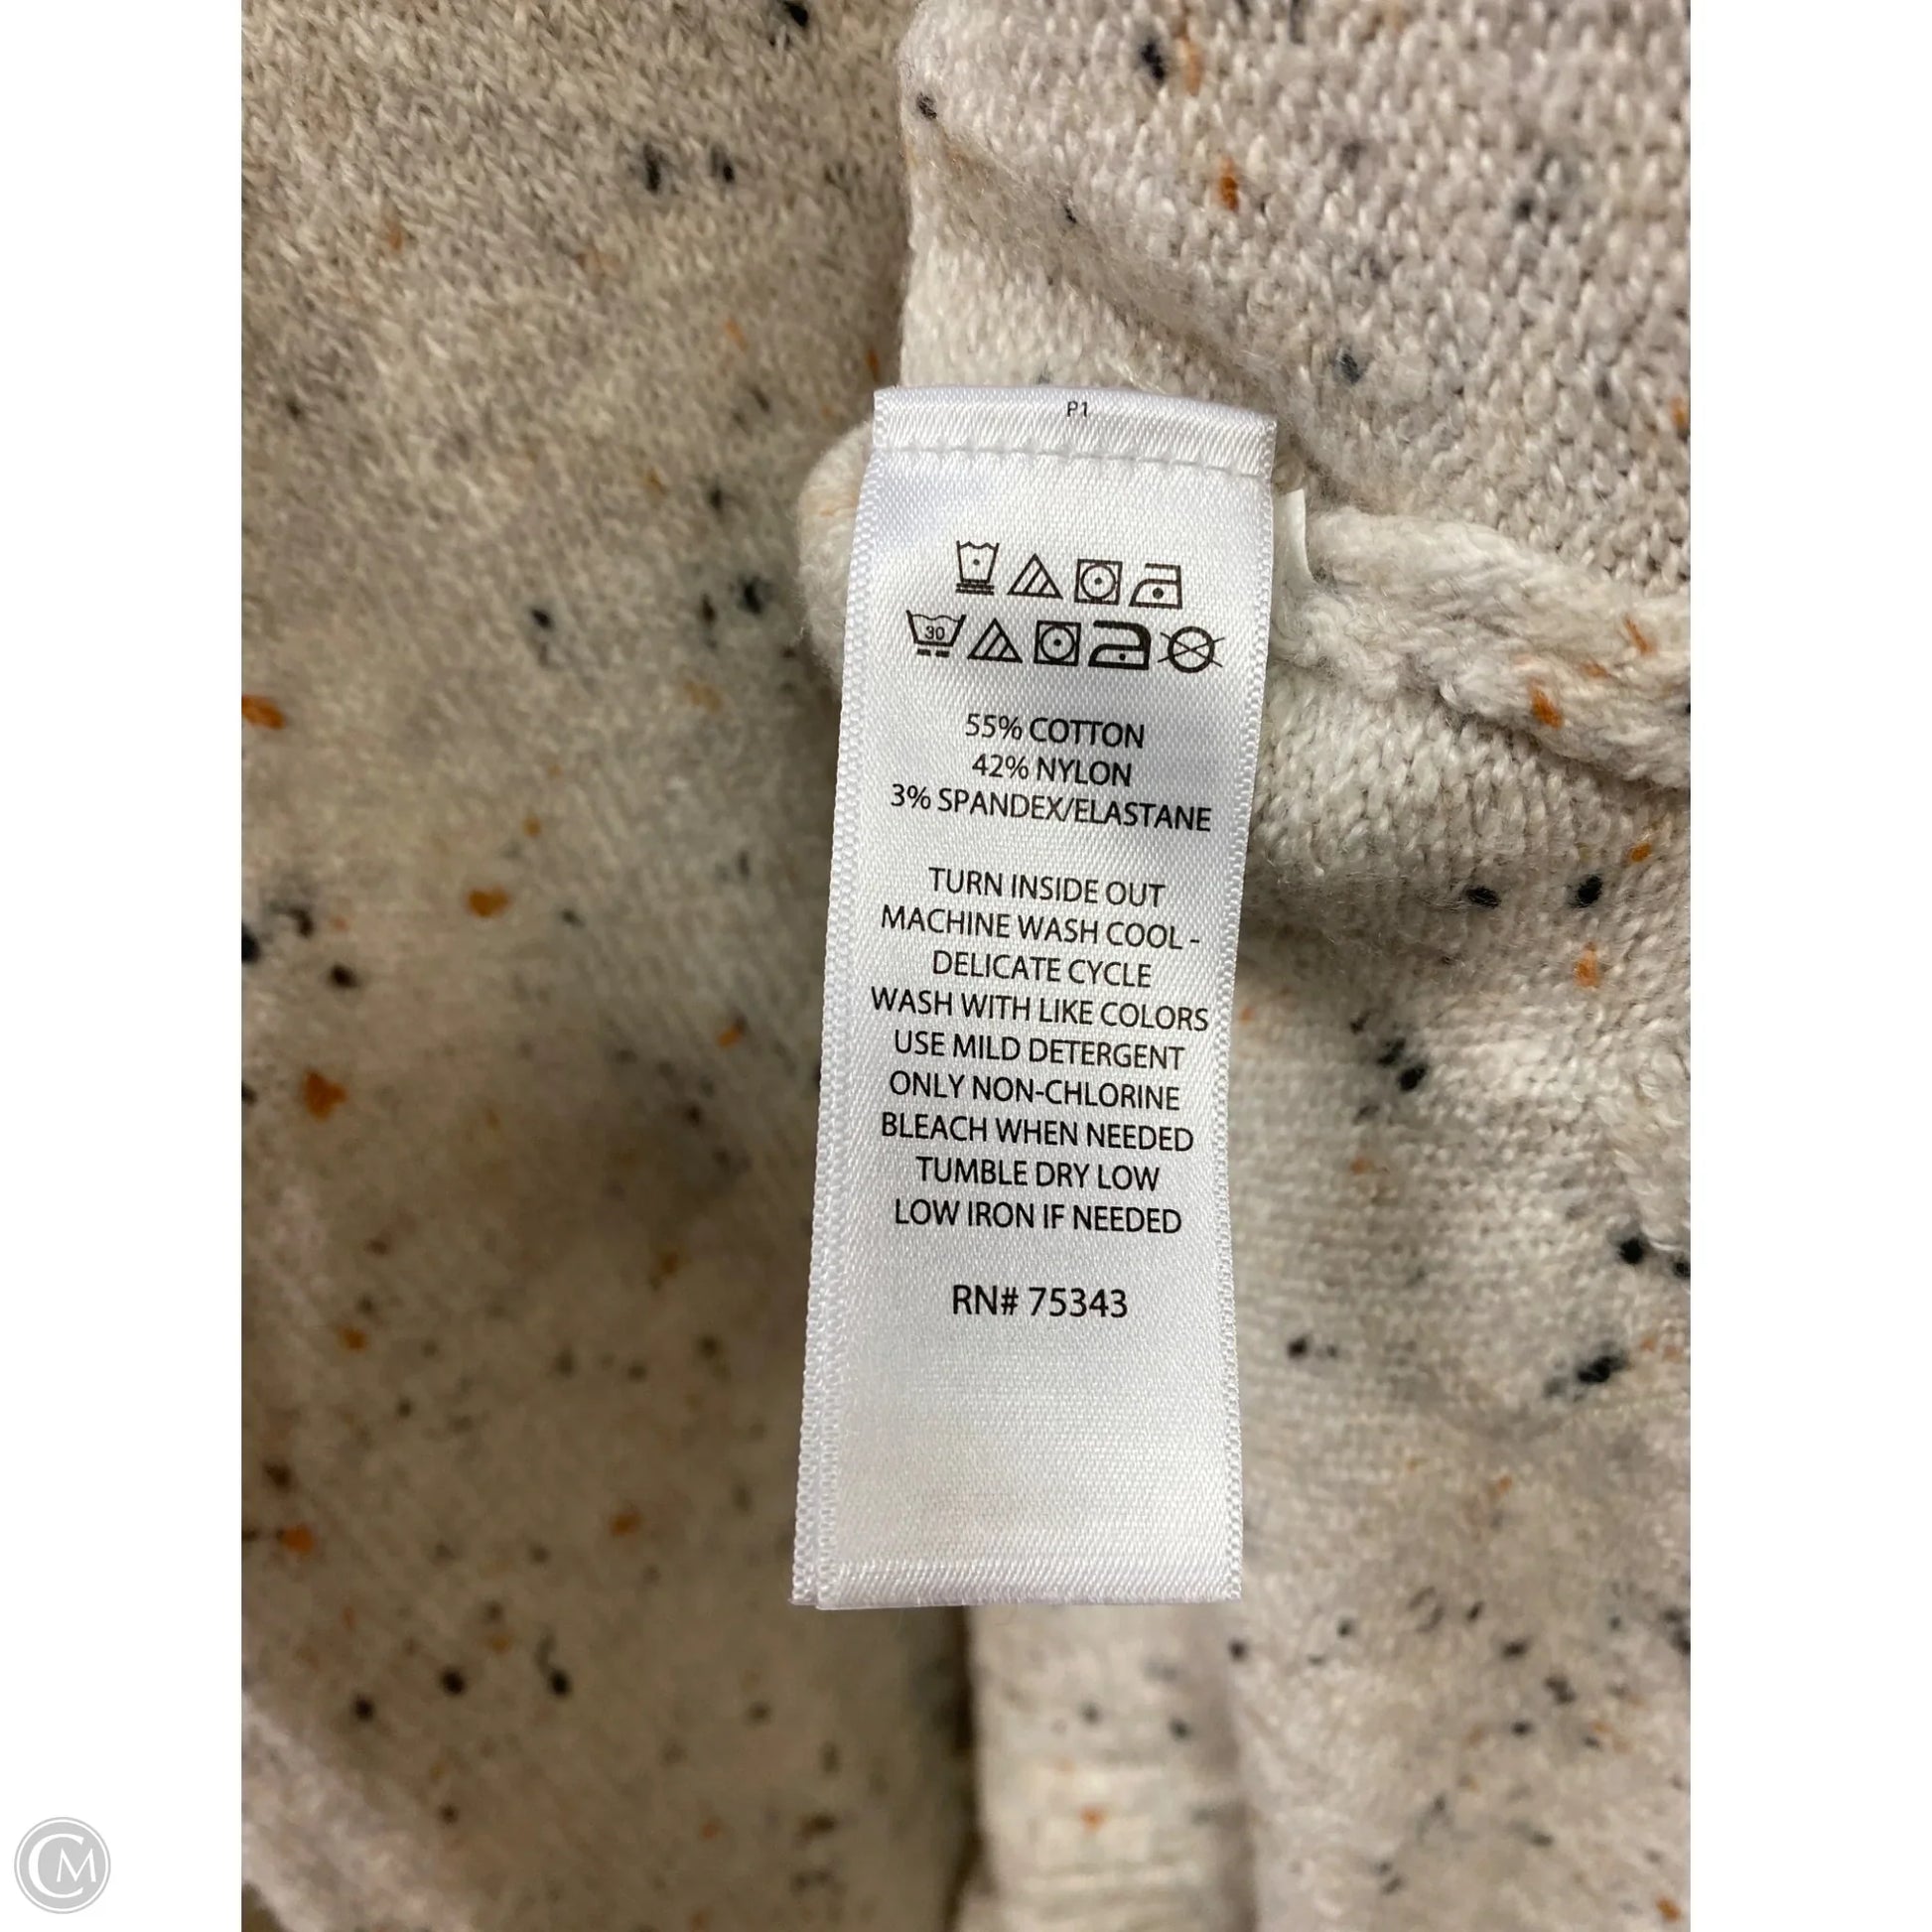 P1
30
55% COTTON
42% NYLON
3% SPANDEX/ELASTANE
TURN INSIDE OUT
MACHINE WASH COOL -
DELICATE CYCLE
WASH WITH LIKE COLORS
USE MILD DETERGENT
ONLY NON-CHLORINE
BLEACH WHEN NEEDED
TUMBLE DRY LOW
LOW IRON IF NEEDED
RN# 75343
CM